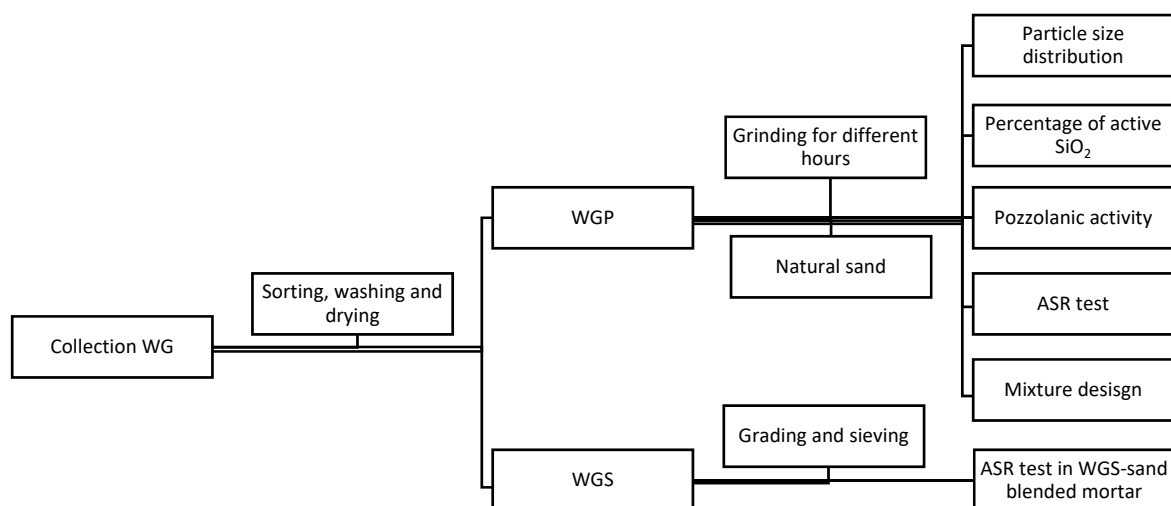 Collection WG
Sorting, washing and
drying
WGP
Grinding for different
hours
Natural sand
Particle size
distribution
Percentage of active
SiO₂
Pozzolanic activity
ASR test
Mixture desisgn
WGS
Grading and sieving
ASR test in WGS-sand
blended mortar